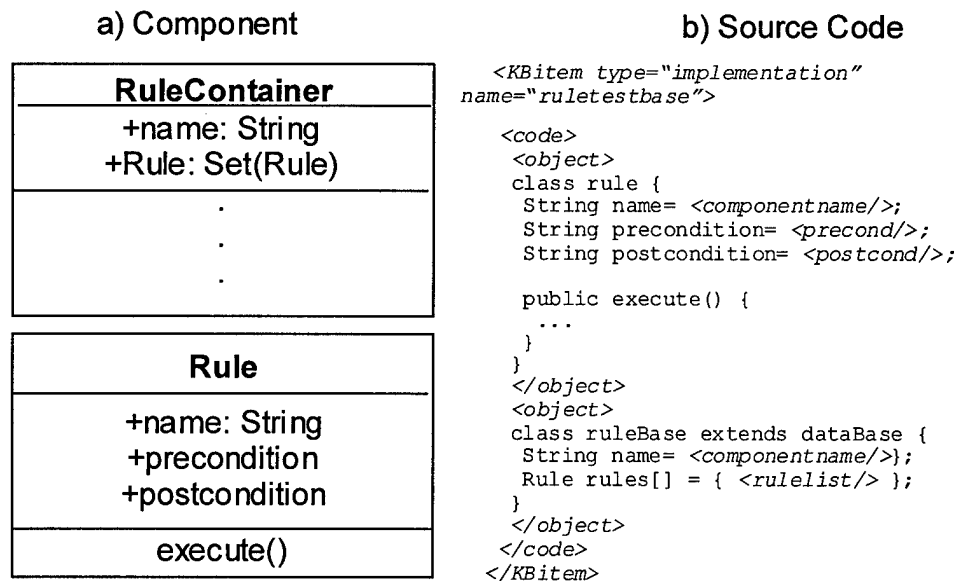 a) Component
RuleContainer
+name: String
+Rule: Set(Rule)
.
.
.
Rule
+name: String
+precondition
+postcondition
execute()
b) Source Code
<KBitem type="implementation"
name="ruletestbase">
<code>
<object>
class rule {
String name= <componentname/>;
String precondition= <precond/>;
String postcondition= <postcond/>;
public execute() {
...
}
}
</object>
<object>
class ruleBase extends dataBase {
String name= <componentname/>};
Rule rules[] = { <rulelist/> };
}
</object>
</code>
</KBitem>